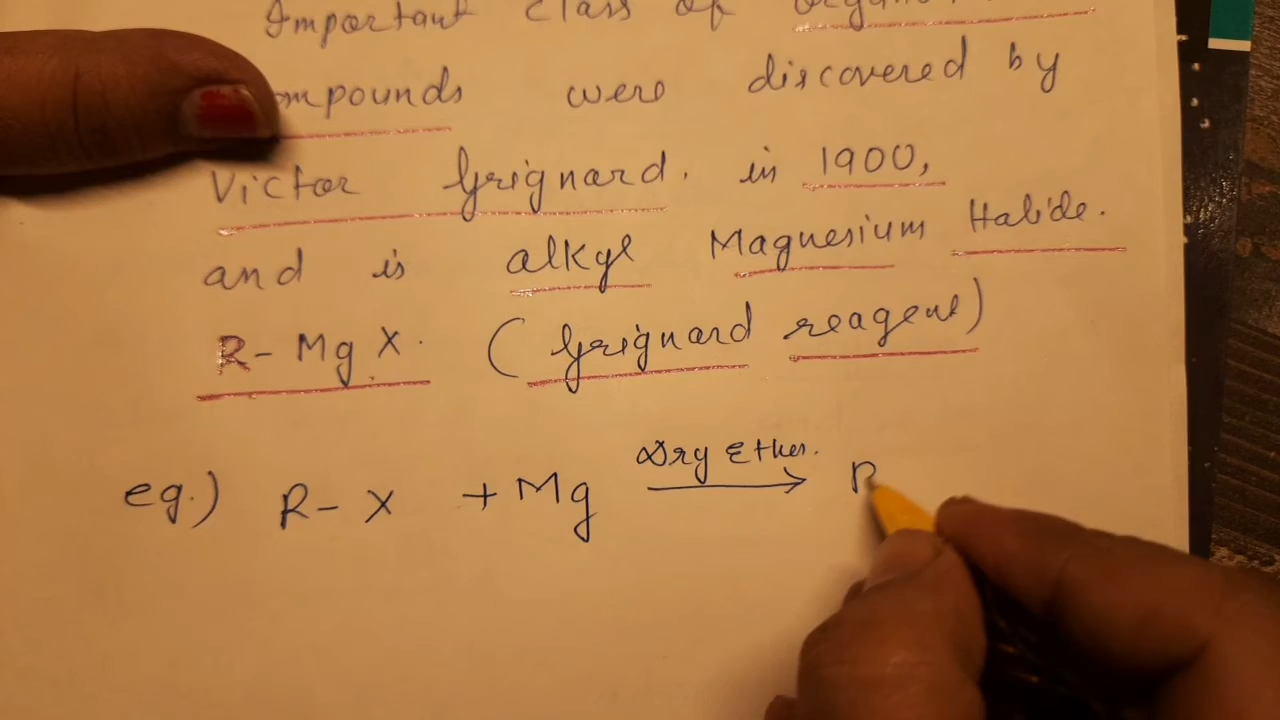 Important class of
compounds were discovered by
Victor Grignard. in 1900,
and is alkyl Magnesium Halide.
R-MgX. (Grignard reagent)
eg.) R-X + Mg Dry Ether. → R